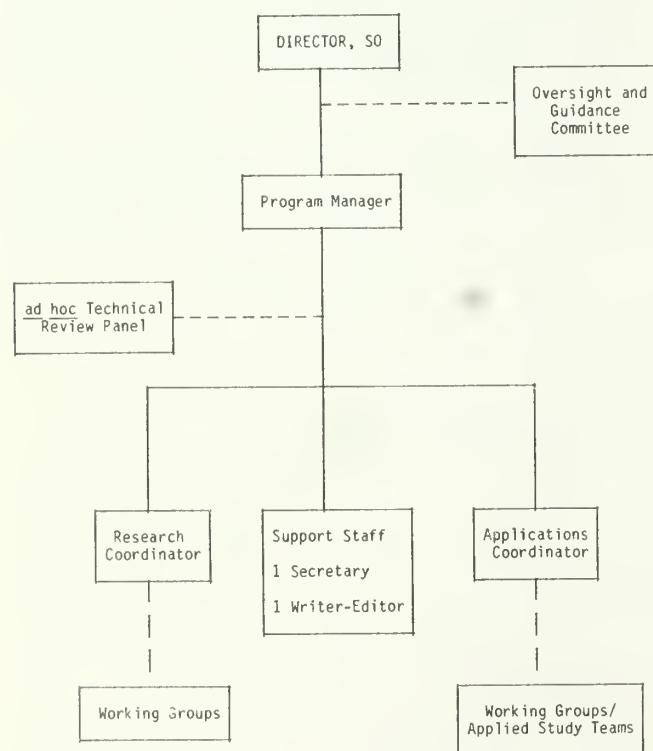 DIRECTOR, SO
Oversight and
Guidance
Committee
Program Manager
ad hoc Technical
Review Panel
Research
Coordinator
Support Staff
1 Secretary
1 Writer-Editor
Applications
Coordinator
Working Groups
Working Groups/
Applied Study Teams